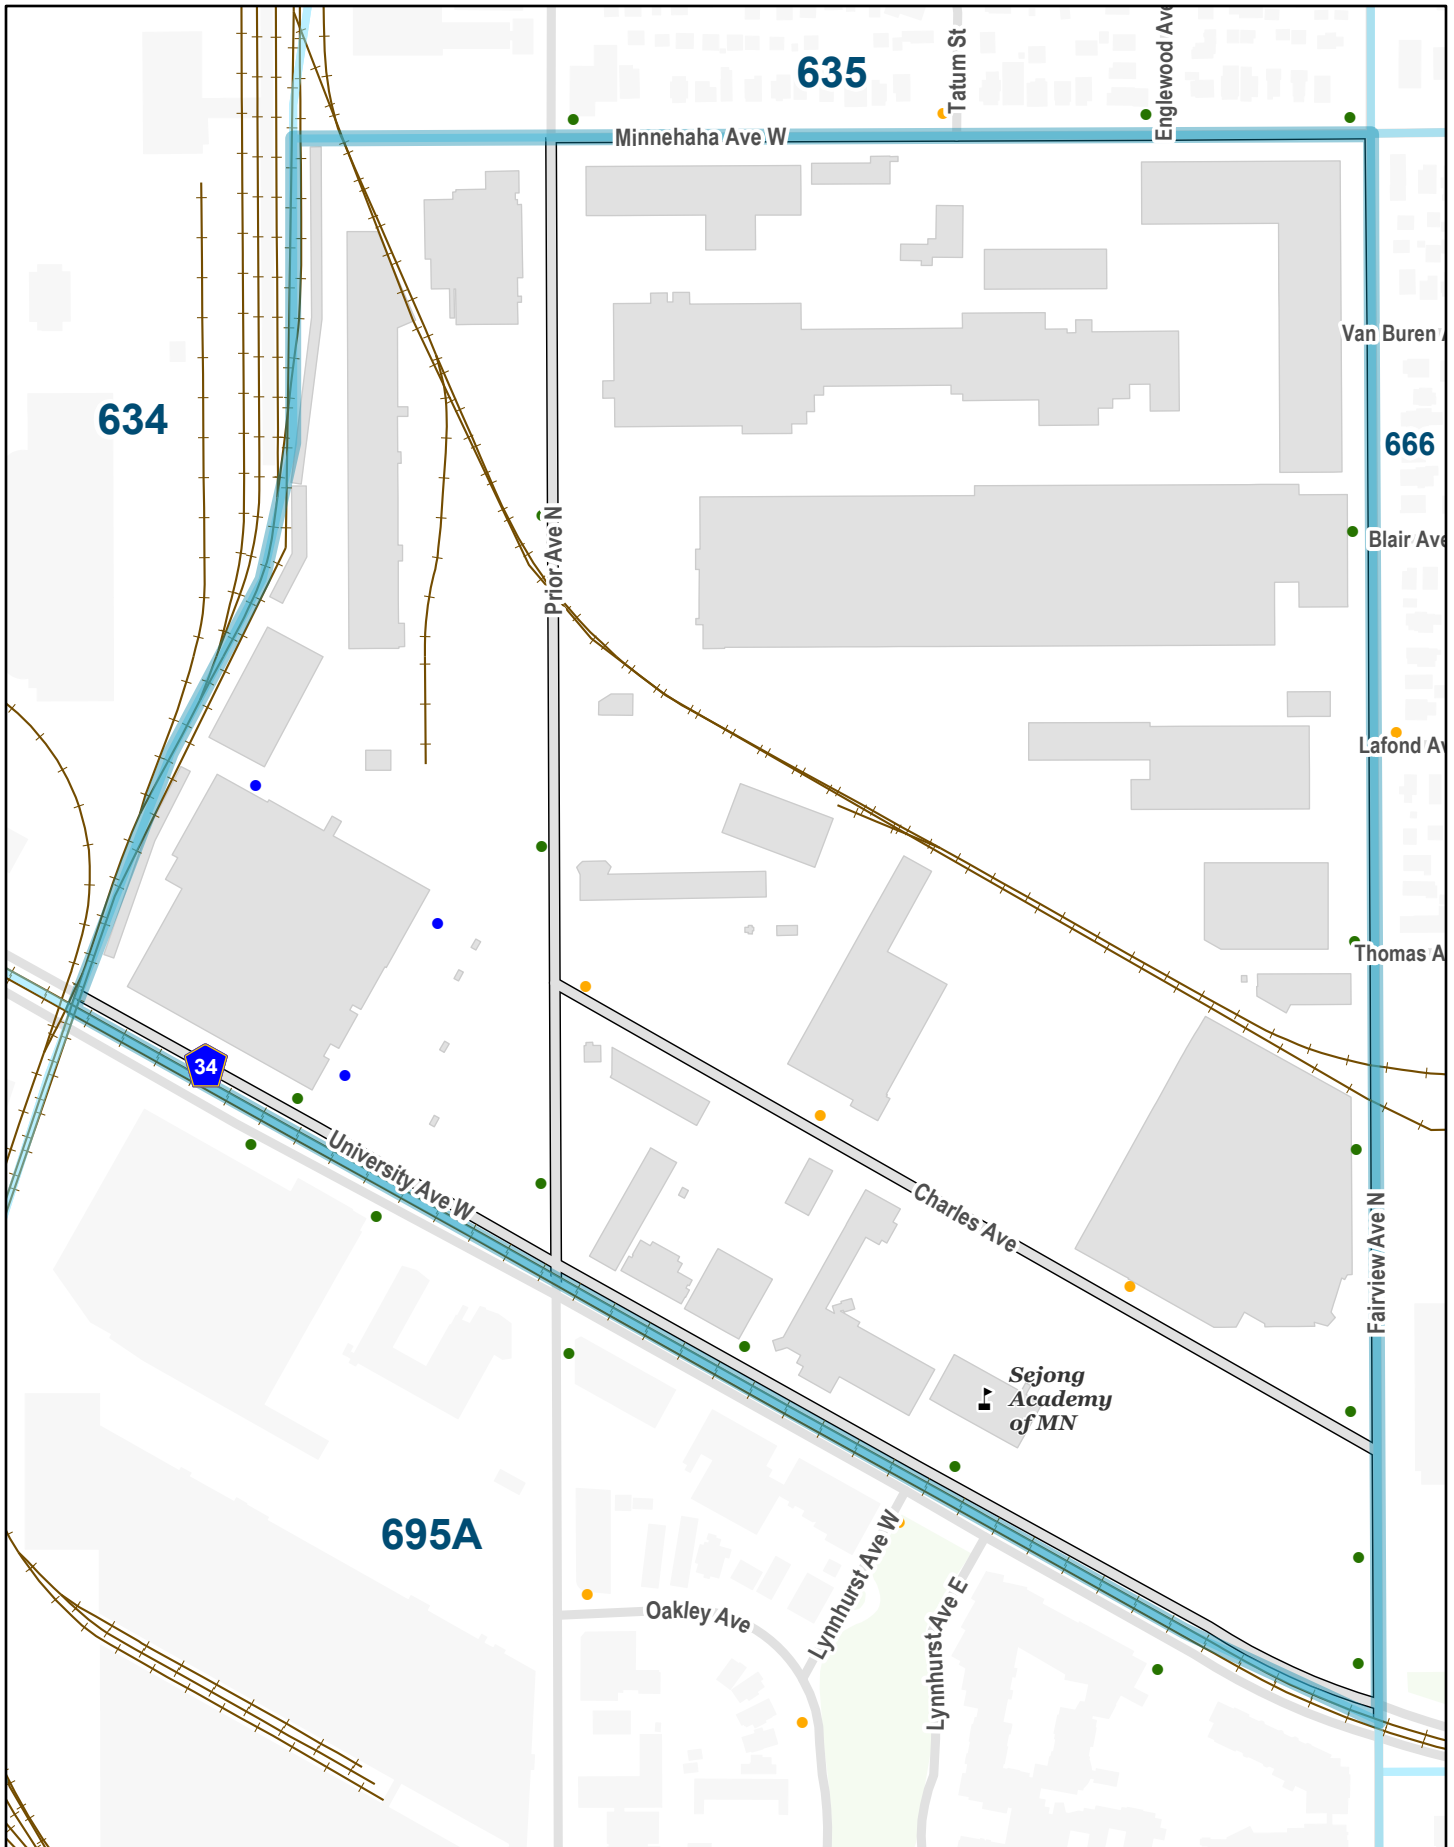 635
Tatum St
Englewood Ave
Minnehaha Ave W
Van Buren A
634
666
Prior Ave N
Blair Ave
Lafond Av
Thomas A
34
University Ave W
Charles Ave
Fairview Ave N
Sejong
Academy
of MN
695A
Lynnhurst Ave W
Lynnhurst Ave E
Oakley Ave